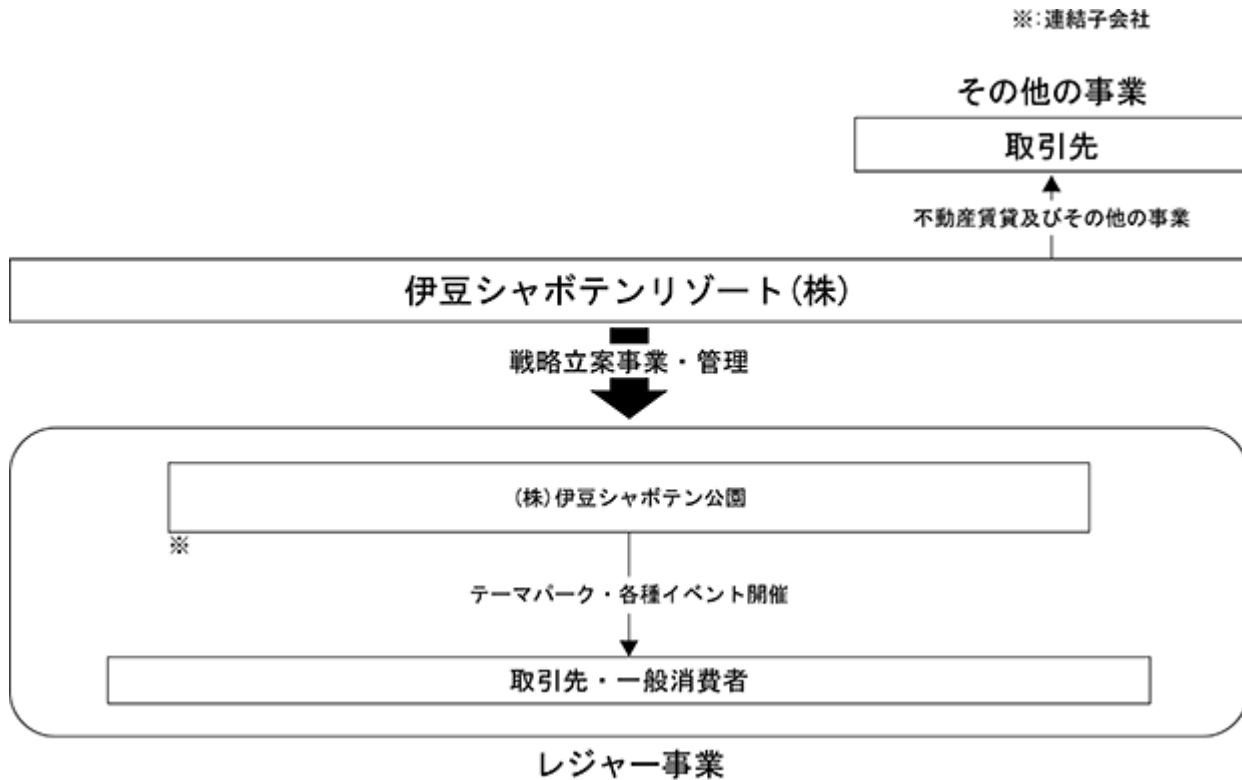 ※:連結子会社
その他の事業
取引先
不動産賃貸及びその他の事業
伊豆シャボテンリゾート(株)
戦略立案事業・管理
(株)伊豆シャボテン公園
※
テーマパーク・各種イベント開催
取引先・一般消費者
レジャー事業